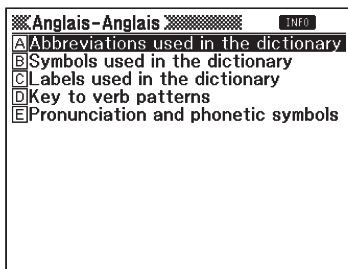 Anglais-Anglais INFO
A Abbreviations used in the dictionary
B Symbols used in the dictionary
C Labels used in the dictionary
D Key to verb patterns
E Pronunciation and phonetic symbols